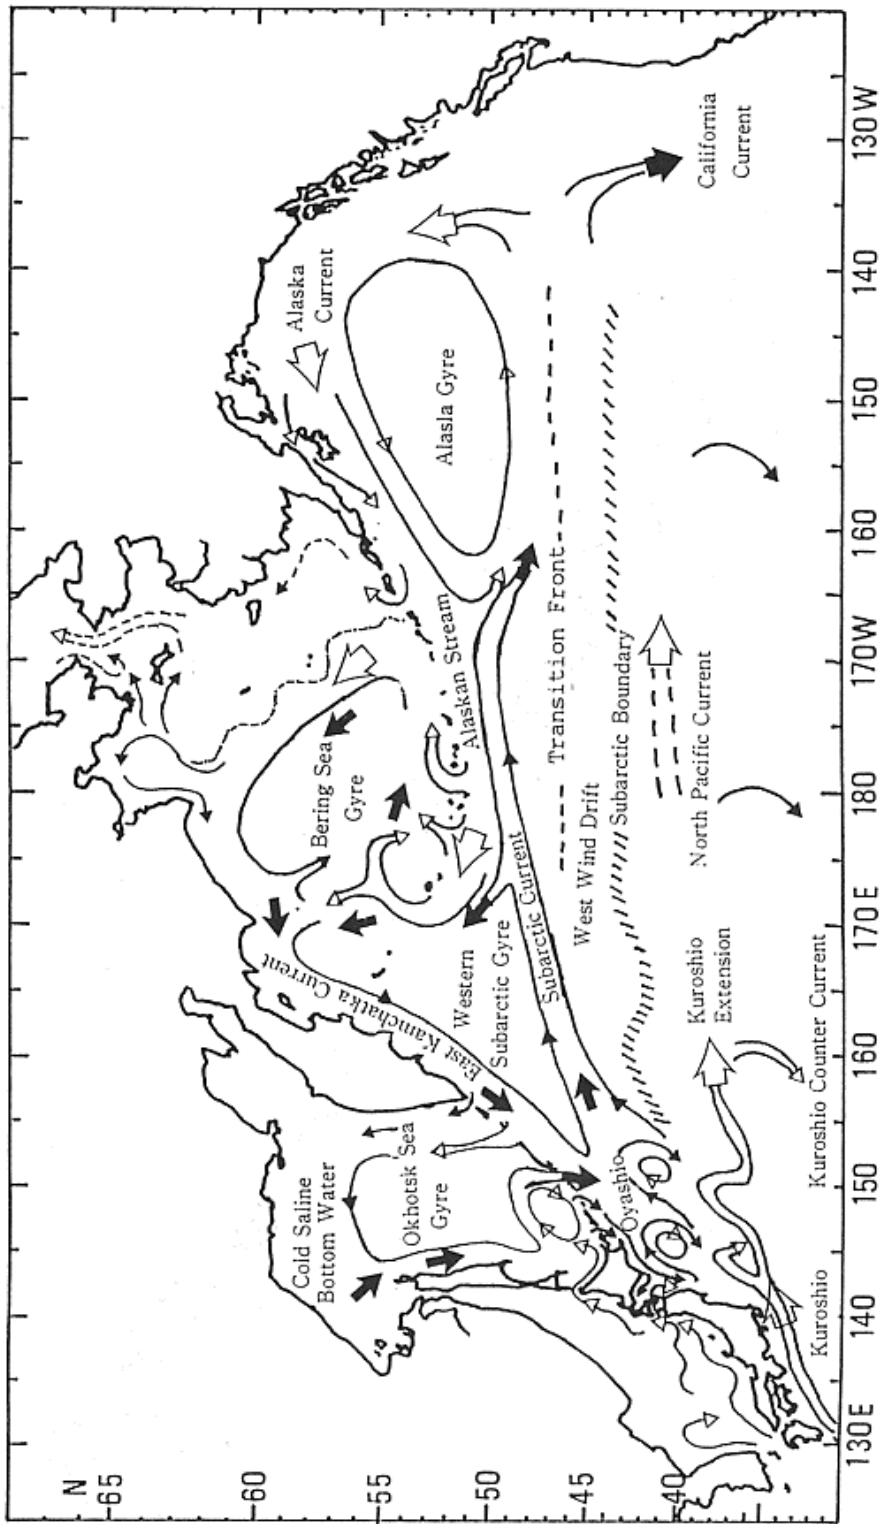 N
65
60
55
50
45
40
130E
140
150
160
170E
180
170W
160
150
140
130W
Cold Saline
Bottom Water
Okhotsk Sea
Gyre
Oyashio
Kuroshio
Kuroshio Counter Current
Kuroshio
Extension
East Kamchatka Current
Western
Subarctic Gyre
Subarctic Current
West Wind Drift
Subarctic Boundary
North Pacific Current
Transition Front
Bering Sea
Gyre
Alaskan Stream
Alasla Gyre
Alaska
Current
California
Current